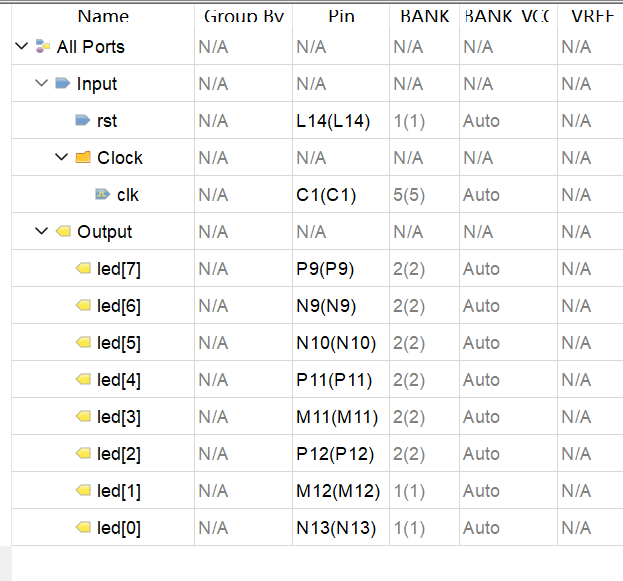 Name Group By Pin BANK BANK_VCC VREF
All Ports N/A N/A N/A N/A N/A
Input N/A N/A N/A N/A N/A
rst N/A L14(L14) 1(1) Auto N/A
Clock N/A N/A N/A N/A N/A
clk N/A C1(C1) 5(5) Auto N/A
Output N/A N/A N/A N/A N/A
led[7] N/A P9(P9) 2(2) Auto N/A
led[6] N/A N9(N9) 2(2) Auto N/A
led[5] N/A N10(N10) 2(2) Auto N/A
led[4] N/A P11(P11) 2(2) Auto N/A
led[3] N/A M11(M11) 2(2) Auto N/A
led[2] N/A P12(P12) 2(2) Auto N/A
led[1] N/A M12(M12) 1(1) Auto N/A
led[0] N/A N13(N13) 1(1) Auto N/A